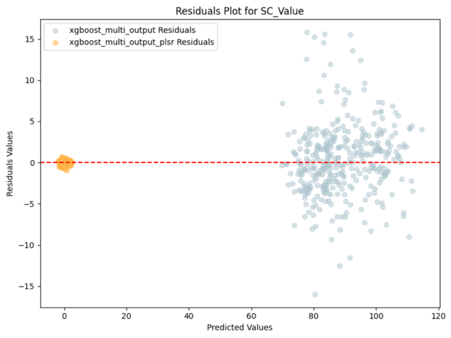 Residuals Plot for SC_Value
xgboost_multi_output Residuals
xgboost_multi_output_plsr Residuals
Residuals Values
15
10
5
0
−5
−10
−15
0
20
40
60
80
100
120
Predicted Values